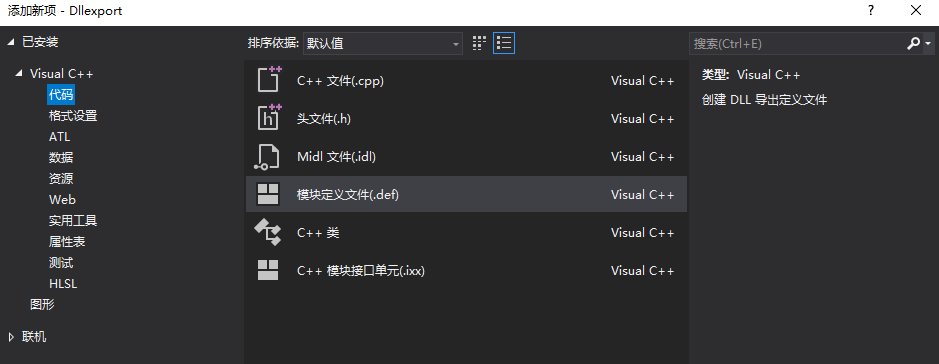 添加新项 - Dllexport
? ×
已安装
排序依据: 默认值
搜索(Ctrl+E)
Visual C++
代码
格式设置
ATL
数据
资源
Web
实用工具
属性表
测试
HLSL
图形
联机
C++ 文件(.cpp) Visual C++
头文件(.h) Visual C++
Midl 文件(.idl) Visual C++
模块定义文件(.def) Visual C++
C++ 类 Visual C++
C++ 模块接口单元(.ixx) Visual C++
类型: Visual C++
创建 DLL 导出定义文件